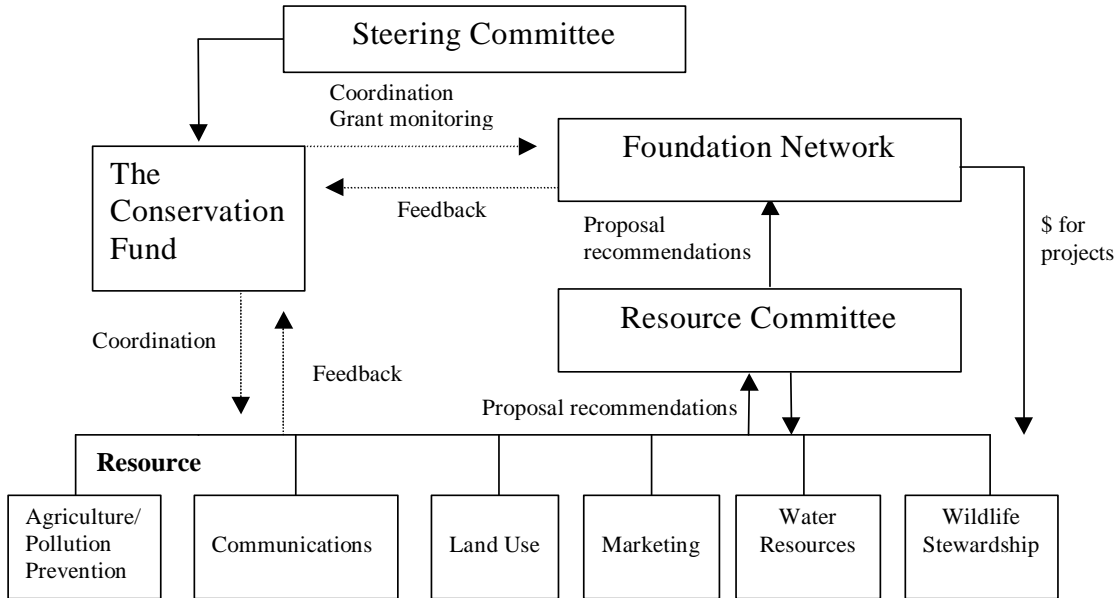 Steering Committee
Coordination
Grant monitoring
Foundation Network
The
Conservation
Fund
Feedback
Proposal
recommendations
$ for
projects
Resource Committee
Coordination
Feedback
Proposal recommendations
Resource
Agriculture/
Pollution
Prevention
Communications
Land Use
Marketing
Water
Resources
Wildlife
Stewardship